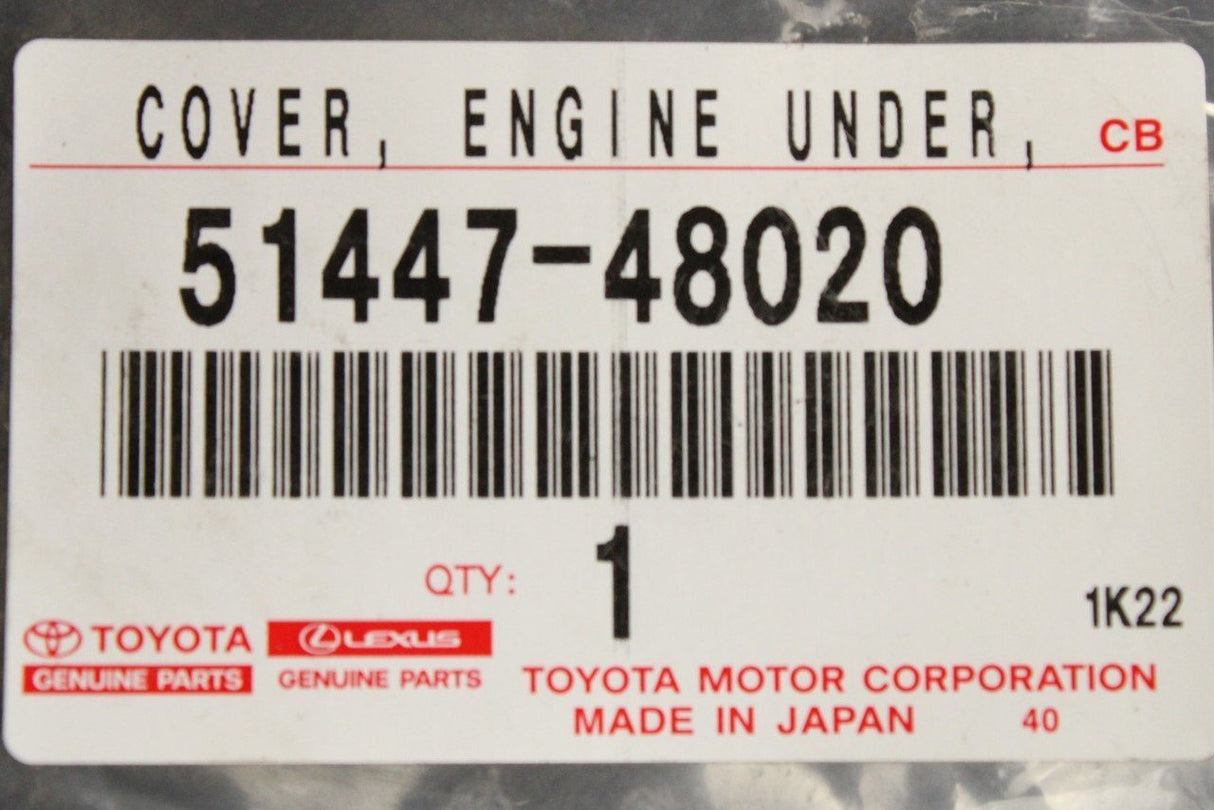 COVER, ENGINE UNDER, CB
51447-48020
QTY: 1
1K22
TOYOTA LEXUS
GENUINE PARTS GENUINE PARTS
TOYOTA MOTOR CORPORATION
MADE IN JAPAN 40